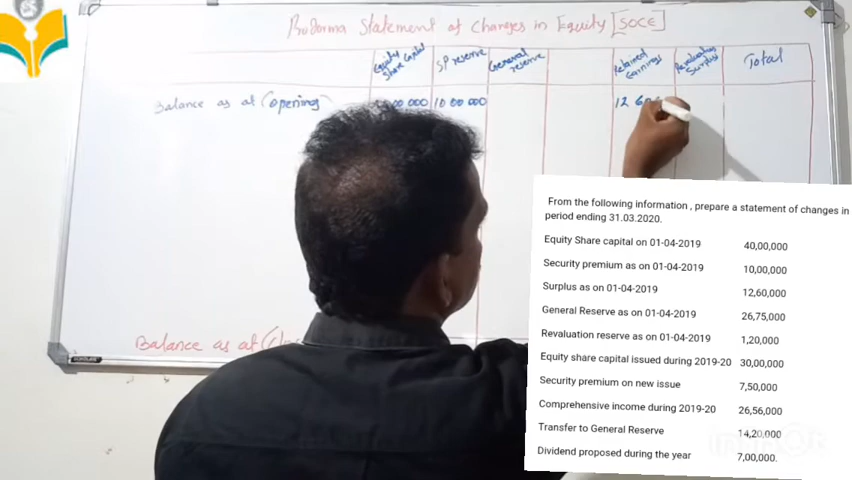 Proforma Statement of Changes in Equity [SOCE]
Equity Share Capital
SP reserve
General reserve
Retained Earnings
Revaluation Surplus
Total
Balance as at (opening)
00 000
10 00 000
12 60
Balance as at
From the following information , prepare a statement of changes in
period ending 31.03.2020.
Equity Share capital on 01-04-2019 40,00,000
Security premium as on 01-04-2019 10,00,000
Surplus as on 01-04-2019 12,60,000
General Reserve as on 01-04-2019 26,75,000
Revaluation reserve as on 01-04-2019 1,20,000
Equity share capital issued during 2019-20 30,00,000
Security premium on new issue 7,50,000
Comprehensive income during 2019-20 26,56,000
Transfer to General Reserve 14,20,000
Dividend proposed during the year 7,00,000.